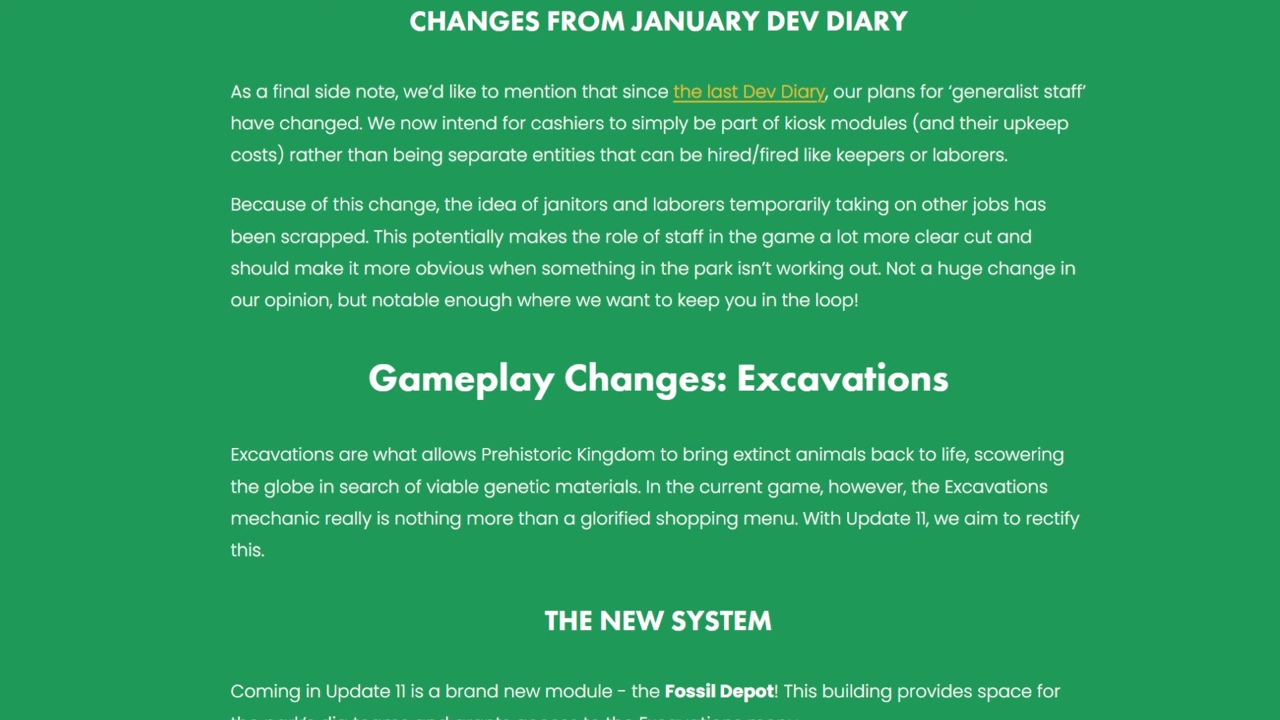 CHANGES FROM JANUARY DEV DIARY
As a final side note, we’d like to mention that since the last Dev Diary, our plans for ‘generalist staff’
have changed. We now intend for cashiers to simply be part of kiosk modules (and their upkeep
costs) rather than being separate entities that can be hired/fired like keepers or laborers.
Because of this change, the idea of janitors and laborers temporarily taking on other jobs has
been scrapped. This potentially makes the role of staff in the game a lot more clear cut and
should make it more obvious when something in the park isn’t working out. Not a huge change in
our opinion, but notable enough where we want to keep you in the loop!
Gameplay Changes: Excavations
Excavations are what allows Prehistoric Kingdom to bring extinct animals back to life, scowering
the globe in search of viable genetic materials. In the current game, however, the Excavations
mechanic really is nothing more than a glorified shopping menu. With Update 11, we aim to rectify
this.
THE NEW SYSTEM
Coming in Update 11 is a brand new module - the Fossil Depot! This building provides space for